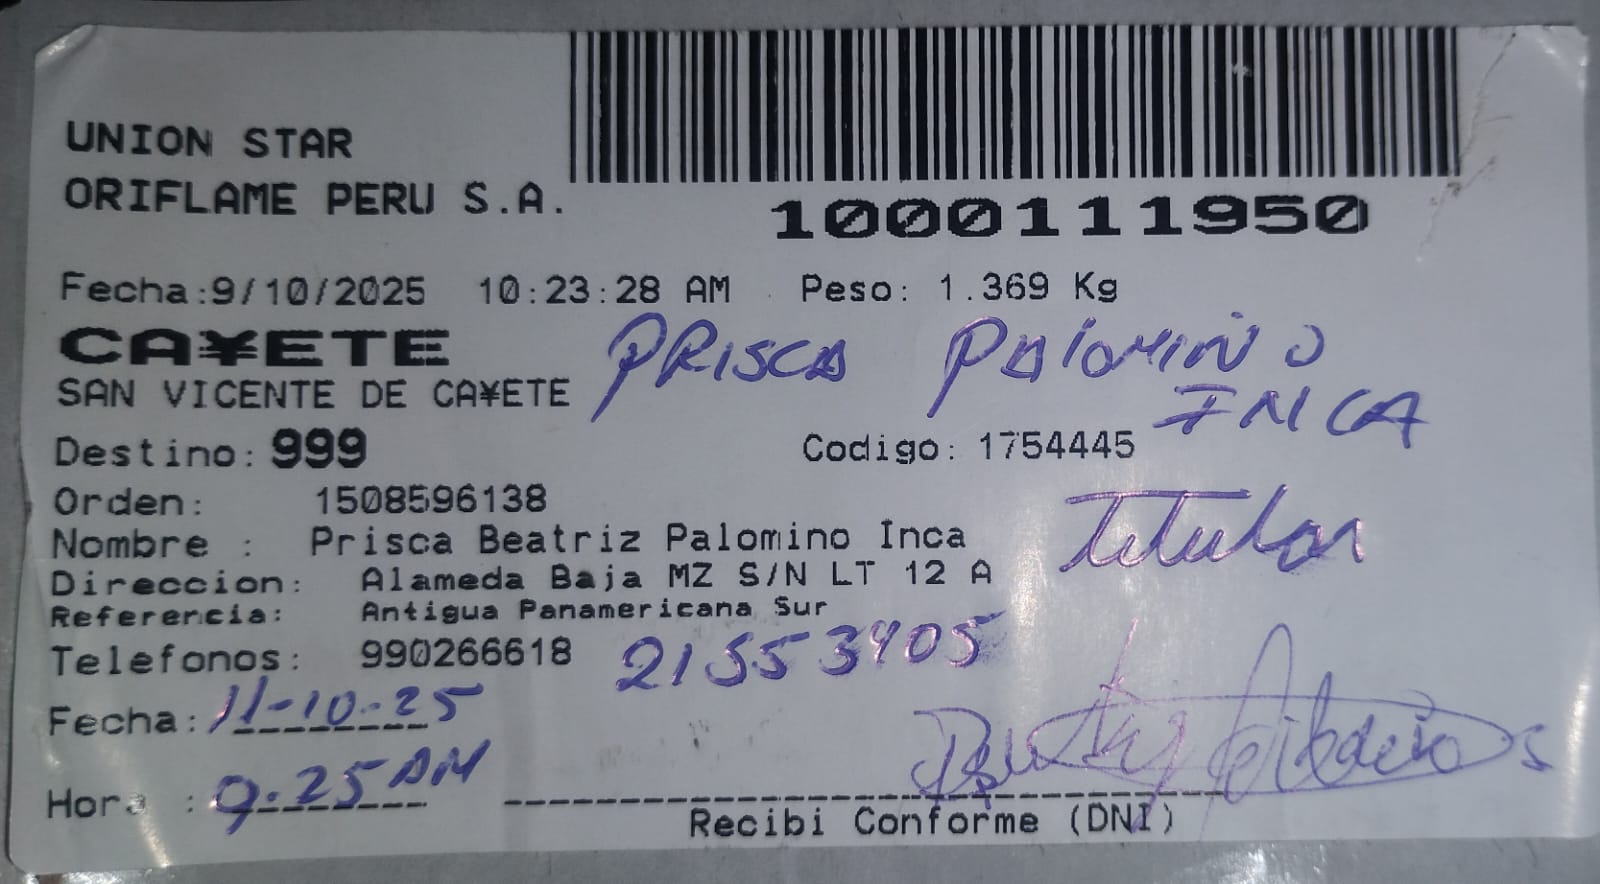 UNION STAR
ORIFLAME PERU S.A.
1000111950
Fecha:9/10/2025 10:23:28 AM Peso: 1.369 Kg
CA¥ETE
PRISCA PALOMINO
INCA
SAN VICENTE DE CA¥ETE
Destino: 999 Codigo: 1754445
Orden: 1508596138
Titular
Nombre : Prisca Beatriz Palomino Inca
Direccion: Alameda Baja MZ S/N LT 12 A
Referencia: Antigua Panamericana Sur
Telefonos: 990266618 21553405
Fecha: 11-10-25
Hora : 9:25 AM
Recibi Conforme (DNI)